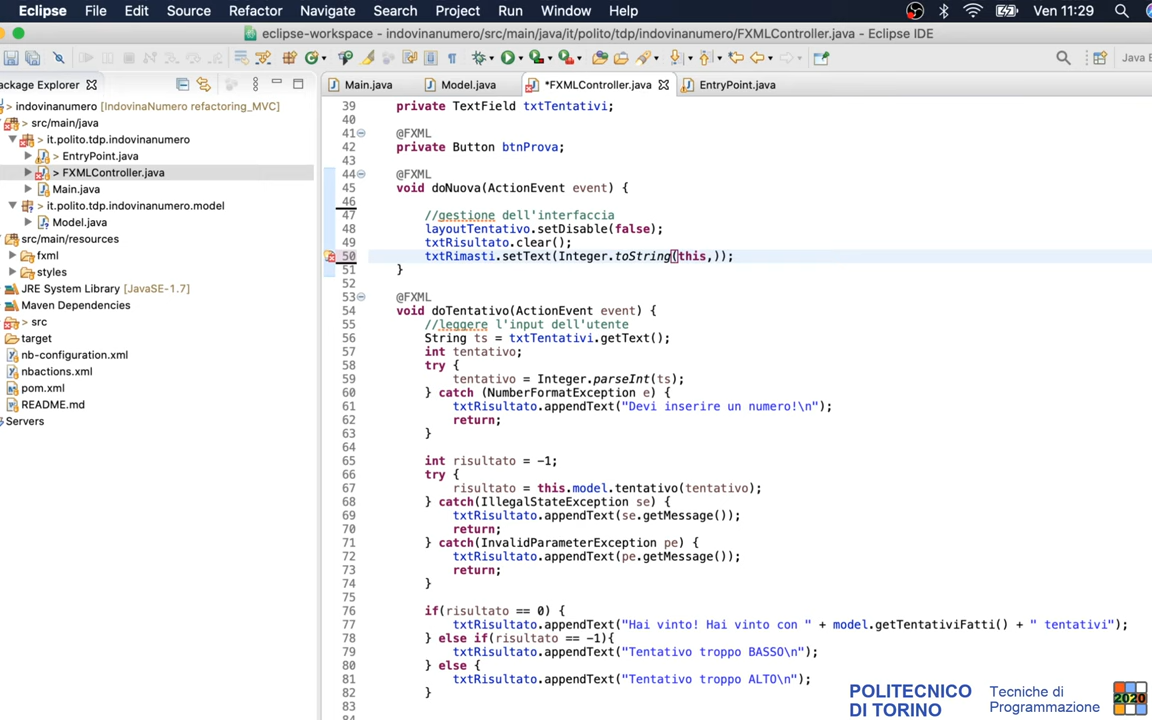 Eclipse File Edit Source Refactor Navigate Search Project Run Window Help Ven 11:29
eclipse-workspace - indovinanumero/src/main/java/it/polito/tdp/indovinanumero/FXMLController.java - Eclipse IDE
Java
ackage Explorer
Main.java Model.java *FXMLController.java EntryPoint.java
indovinanumero [IndovinaNumero refactoring_MVC]
> src/main/java
> it.polito.tdp.indovinanumero
> EntryPoint.java
> FXMLController.java
Main.java
> it.polito.tdp.indovinanumero.model
Model.java
src/main/resources
fxml
styles
JRE System Library [JavaSE-1.7]
Maven Dependencies
> src
target
nb-configuration.xml
nbactions.xml
pom.xml
README.md
Servers
39 private TextField txtTentativi;
40
41 @FXML
42 private Button btnProva;
43
44 @FXML
45 void doNuova(ActionEvent event) {
46
47 //gestione dell'interfaccia
48 layoutTentativo.setDisable(false);
49 txtRisultato.clear();
50 txtRimasti.setText(Integer.toString(this,));
51 }
52
53 @FXML
54 void doTentativo(ActionEvent event) {
55 //leggere l'input dell'utente
56 String ts = txtTentativi.getText();
57 int tentativo;
58 try {
59 tentativo = Integer.parseInt(ts);
60 } catch (NumberFormatException e) {
61 txtRisultato.appendText("Devi inserire un numero!\n");
62 return;
63 }
64
65 int risultato = -1;
66 try {
67 risultato = this.model.tentativo(tentativo);
68 } catch(IllegalStateException se) {
69 txtRisultato.appendText(se.getMessage());
70 return;
71 } catch(InvalidParameterException pe) {
72 txtRisultato.appendText(pe.getMessage());
73 return;
74 }
75
76 if(risultato == 0) {
77 txtRisultato.appendText("Hai vinto! Hai vinto con " + model.getTentativiFatti() + " tentativi");
78 } else if(risultato == -1){
79 txtRisultato.appendText("Tentativo troppo BASSO\n");
80 } else {
81 txtRisultato.appendText("Tentativo troppo ALTO\n");
82 }
83
84
POLITECNICO
DI TORINO
Tecniche di
Programmazione
2020